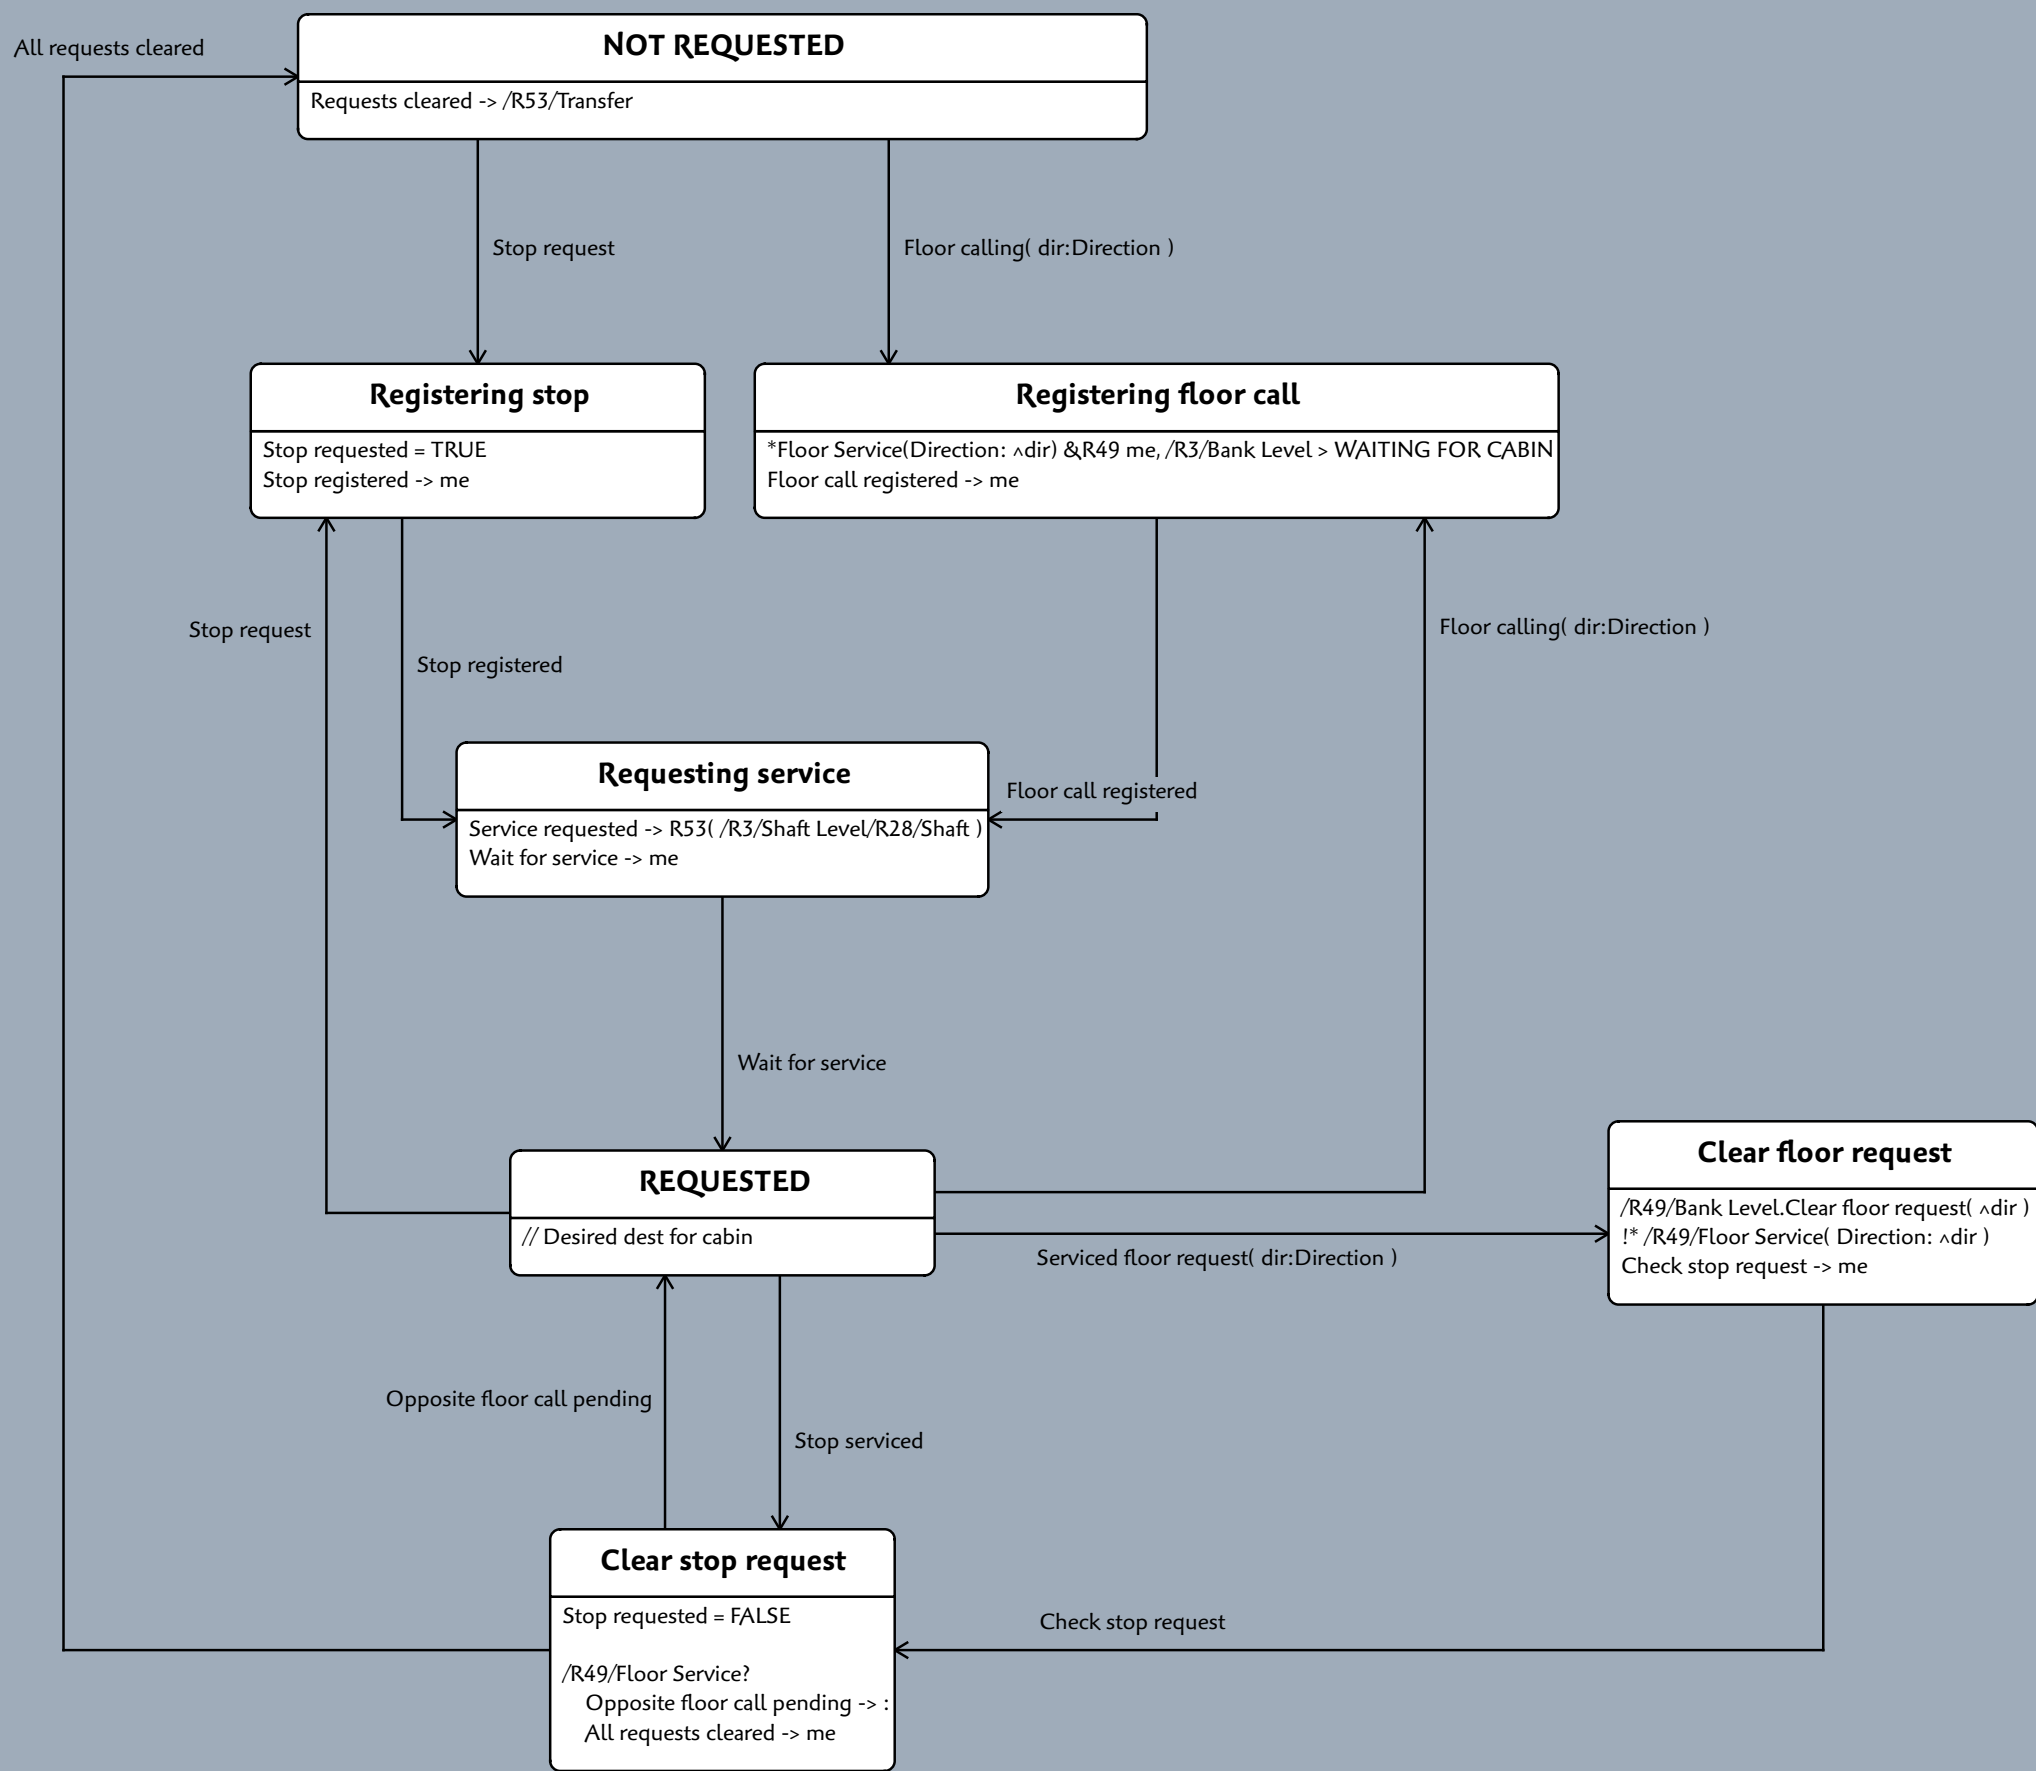 All requests cleared
NOT REQUESTED
Requests cleared -> /R53/Transfer
Stop request
Floor calling( dir:Direction )
Registering stop
Stop requested = TRUE
Stop registered -> me
Registering floor call
*Floor Service(Direction: ^dir) &R49 me, /R3/Bank Level > WAITING FOR CABIN
Floor call registered -> me
Stop request
Stop registered
Floor calling( dir:Direction )
Requesting service
Service requested -> R53( /R3/Shaft Level/R28/Shaft )
Wait for service -> me
Floor call registered
Wait for service
REQUESTED
// Desired dest for cabin
Clear floor request
/R49/Bank Level.Clear floor request( ^dir )
!* /R49/Floor Service( Direction: ^dir )
Check stop request -> me
Serviced floor request( dir:Direction )
Opposite floor call pending
Stop serviced
Clear stop request
Stop requested = FALSE
/R49/Floor Service?
Opposite floor call pending -> :
All requests cleared -> me
Check stop request